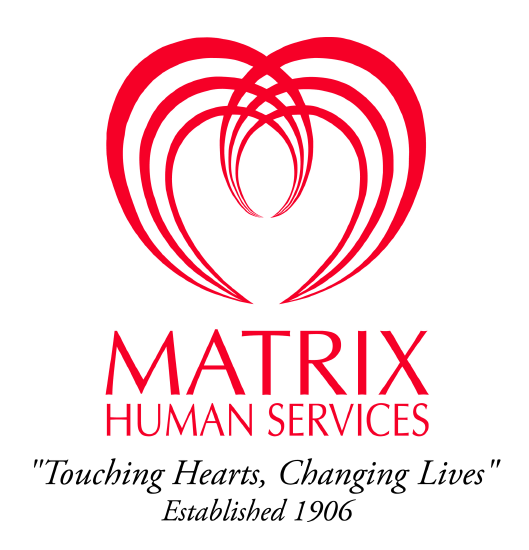 MATRIX
HUMAN SERVICES
"Touching Hearts, Changing Lives"
Established 1906